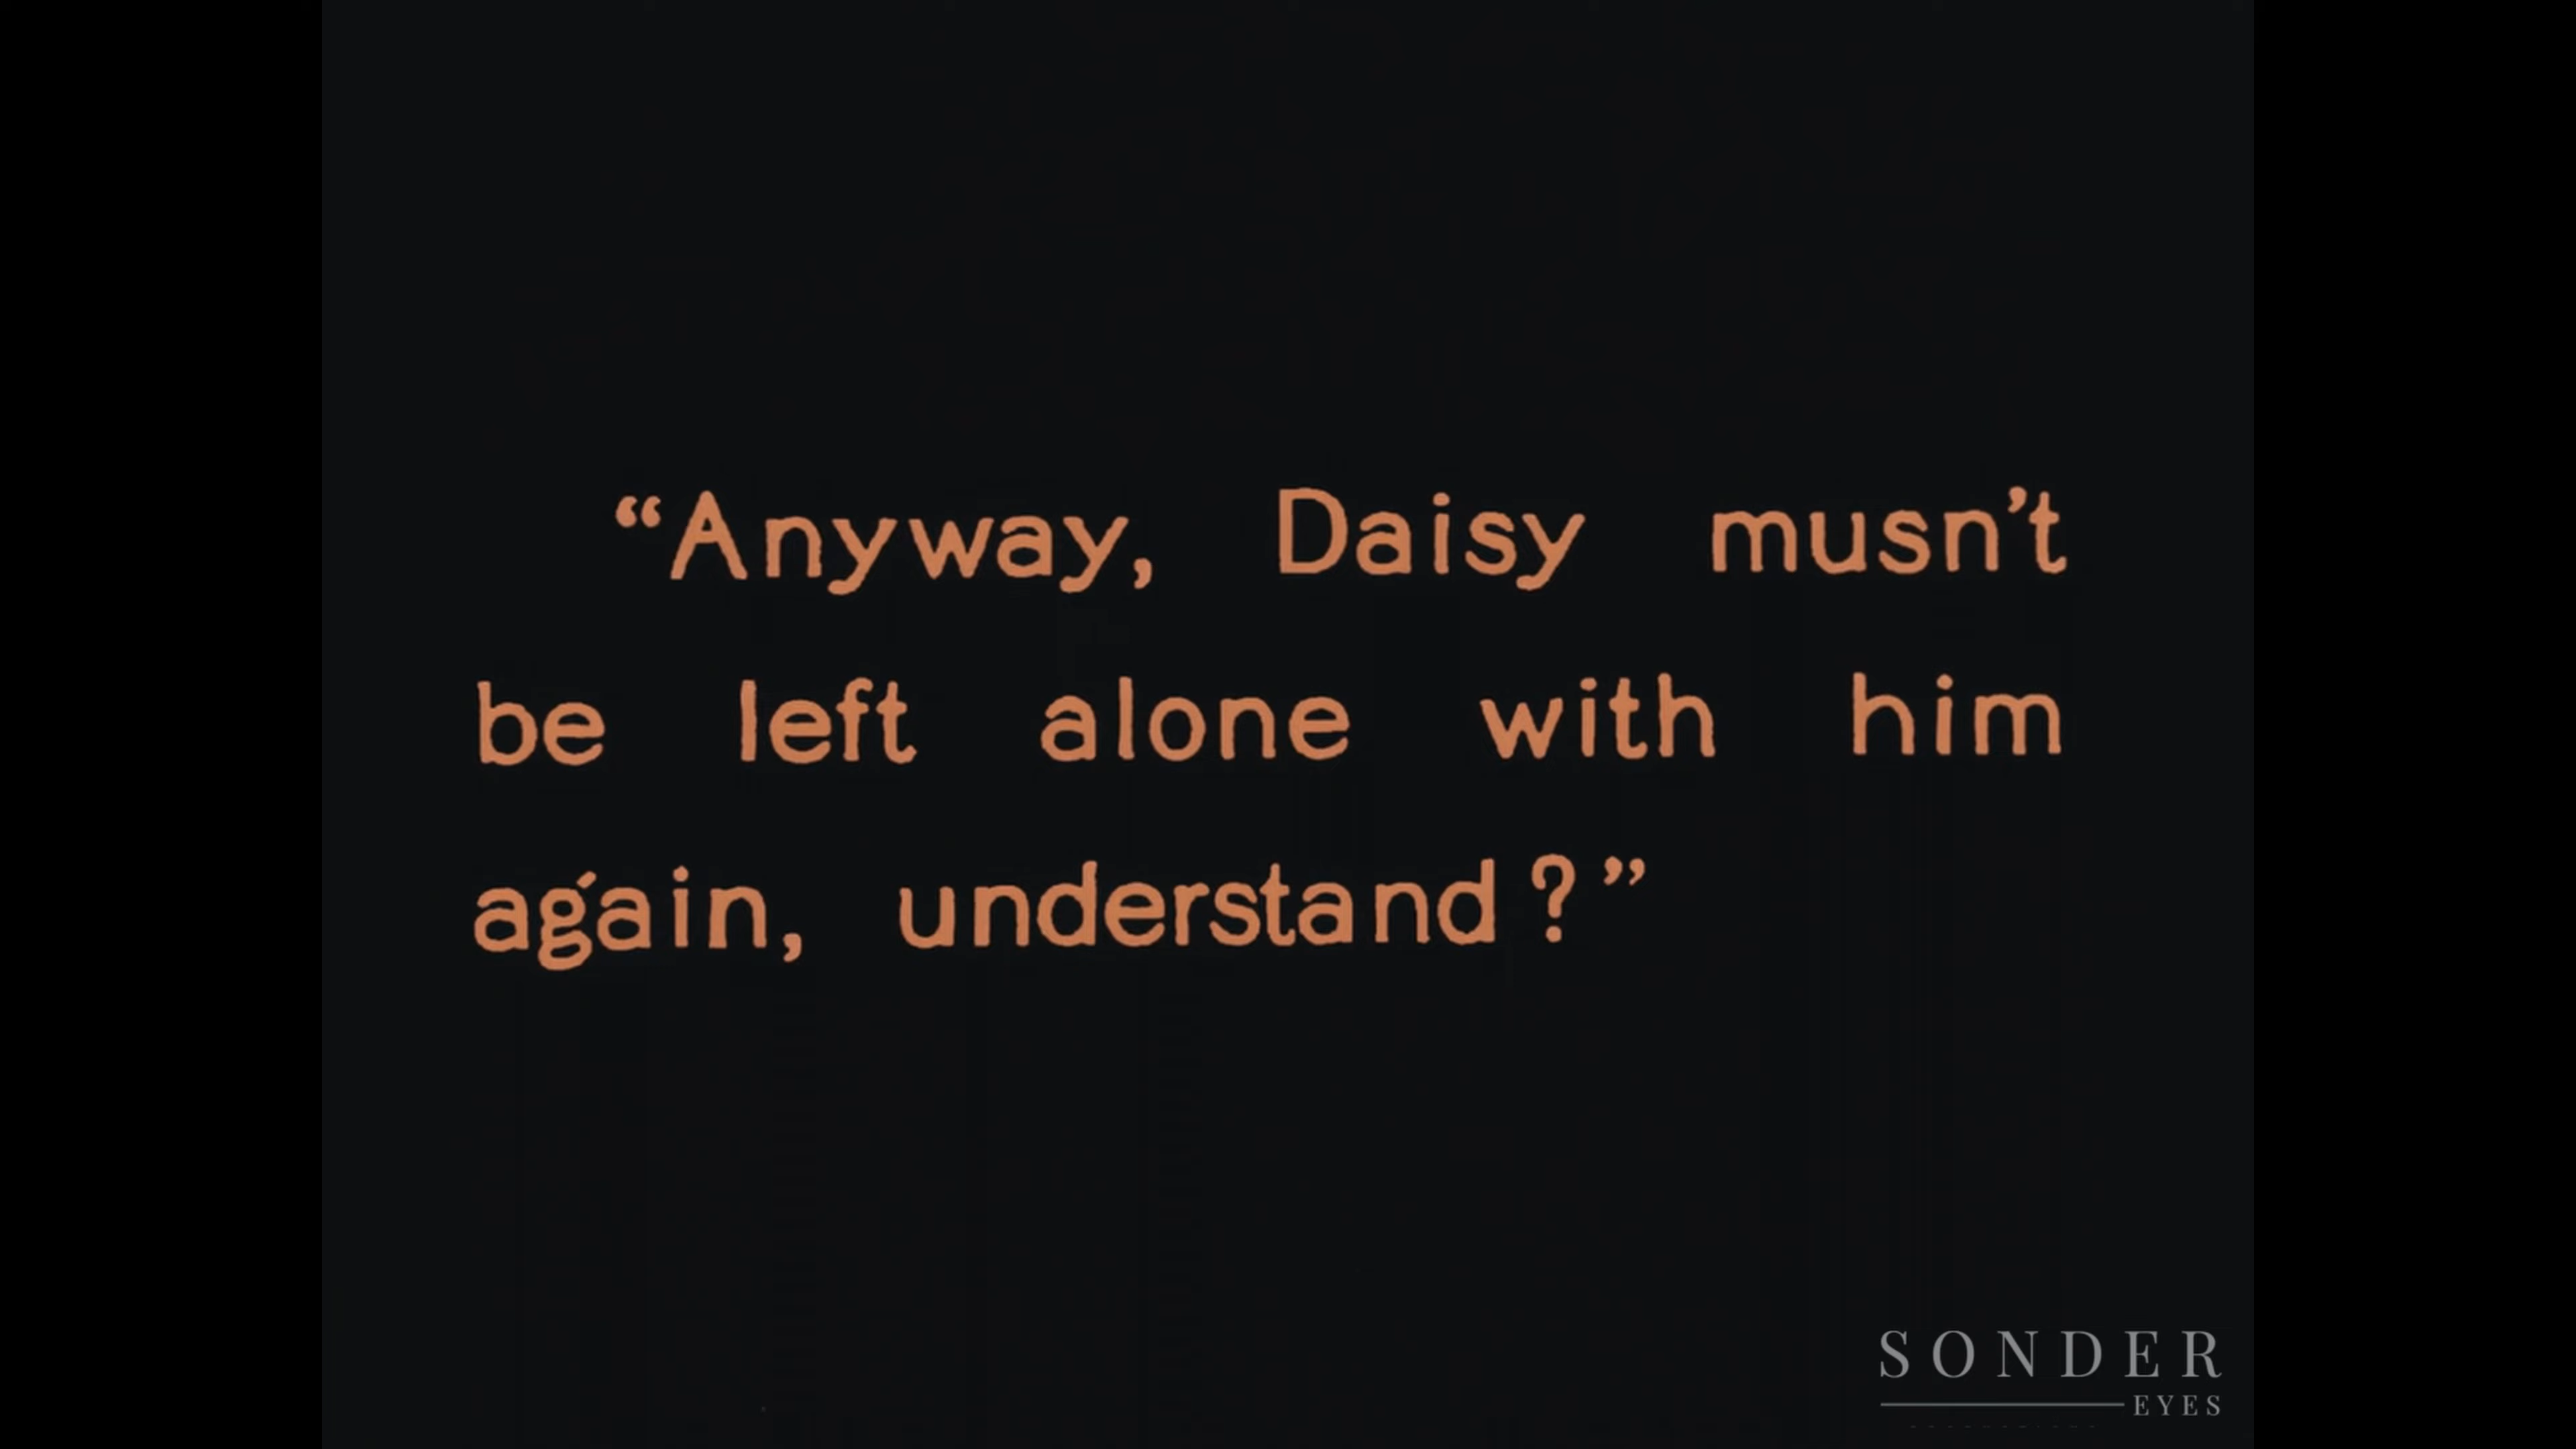 “Anyway, Daisy musn’t
be left alone with him
again, understand?”
SONDER
EYES